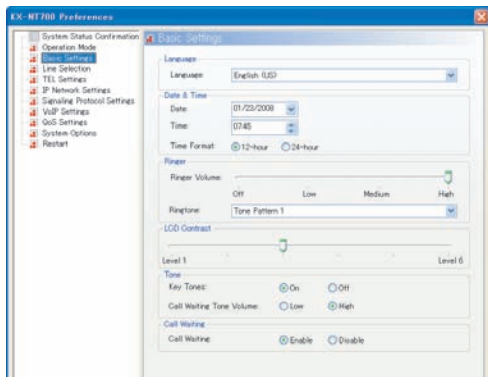 KX-NT700 Preferences
System Status Confirmation
Operation Mode
Basic Settings
Line Selection
TEL Settings
IP Network Settings
Signaling Protocol Settings
VoIP Settings
QoS Settings
System Options
Restart
Basic Settings
Language
Language: English (US)
Date & Time
Date: 01/23/2008
Time: 07:45
Time Format: 12-hour 24-hour
Ringer
Ringer Volume:
Off Low Medium High
Ringtone: Tone Pattern 1
LCD Contrast
Level 1 Level 6
Tone
Key Tones: On Off
Call Waiting Tone Volume: Low High
Call Waiting
Call Waiting: Enable Disable